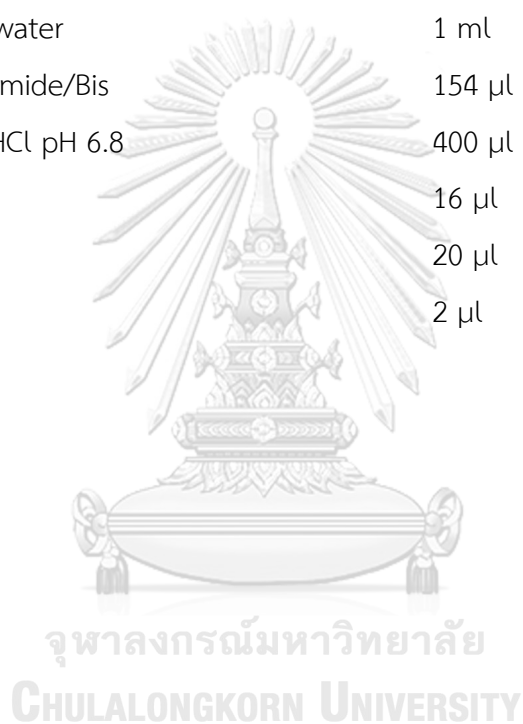 water 1 ml
mide/Bis 154 µl
HCl pH 6.8 400 µl
16 µl
20 µl
2 µl
จุฬาลงกรณ์มหาวิทยาลัย
CHULALONGKORN UNIVERSITY